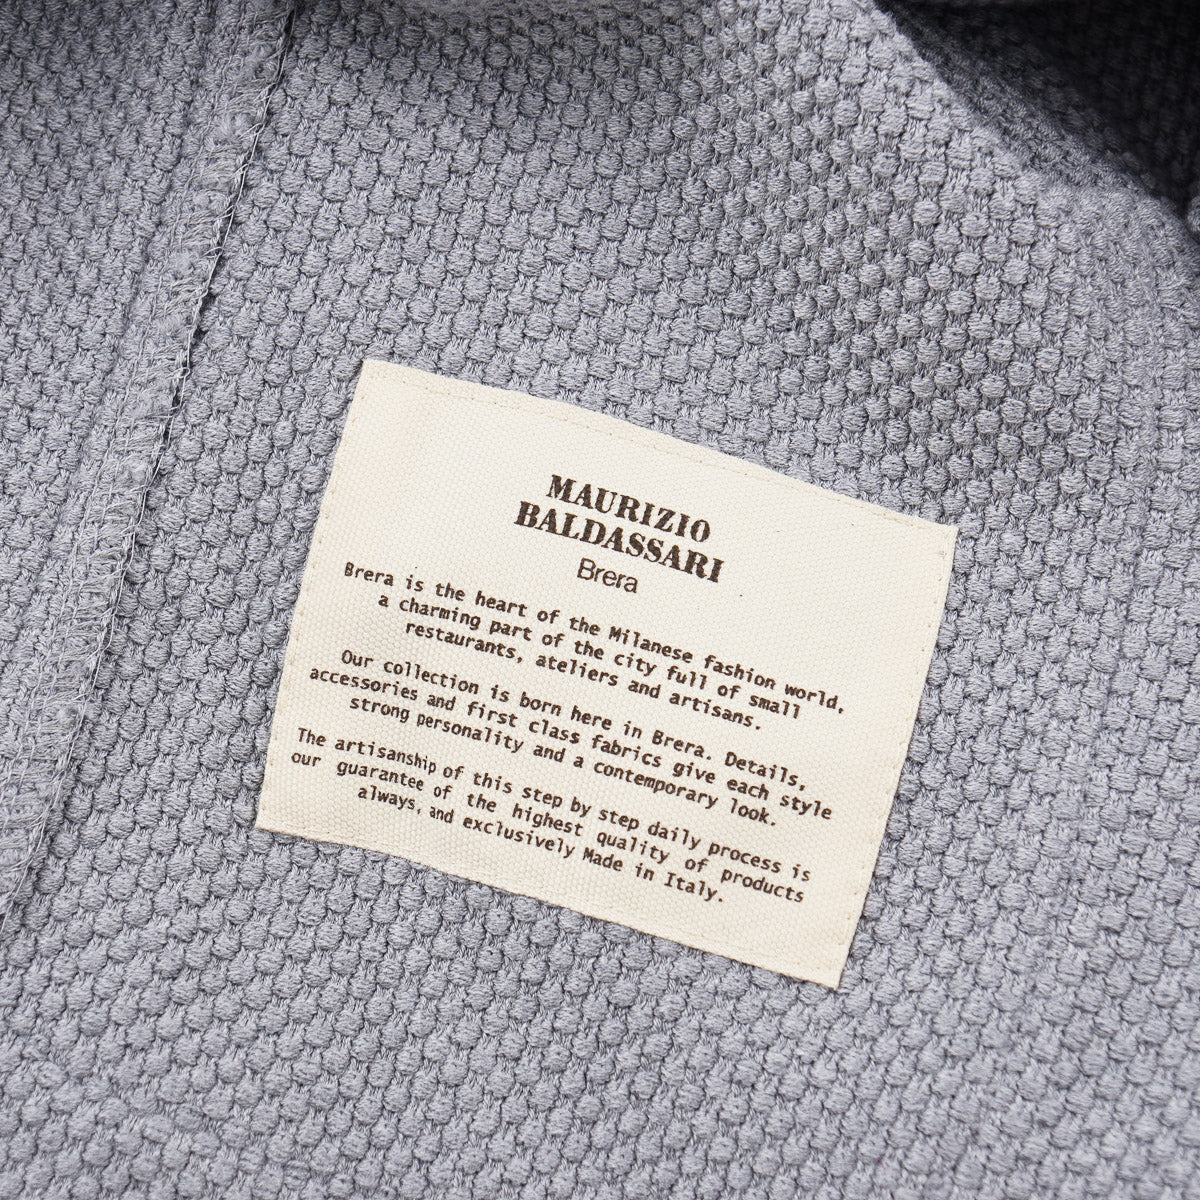 MAURIZIO
BALDASSARI
Brera
Brera is the heart of the Milanese fashion world,
a charming part of the city full of small
restaurants, ateliers and artisans.
Our collection is born here in Brera. Details,
accessories and first class fabrics give each style
strong personality and a contemporary look.
The artisanship of this step by step daily process is
our guarantee of the highest quality of products
always, and exclusively Made in Italy.